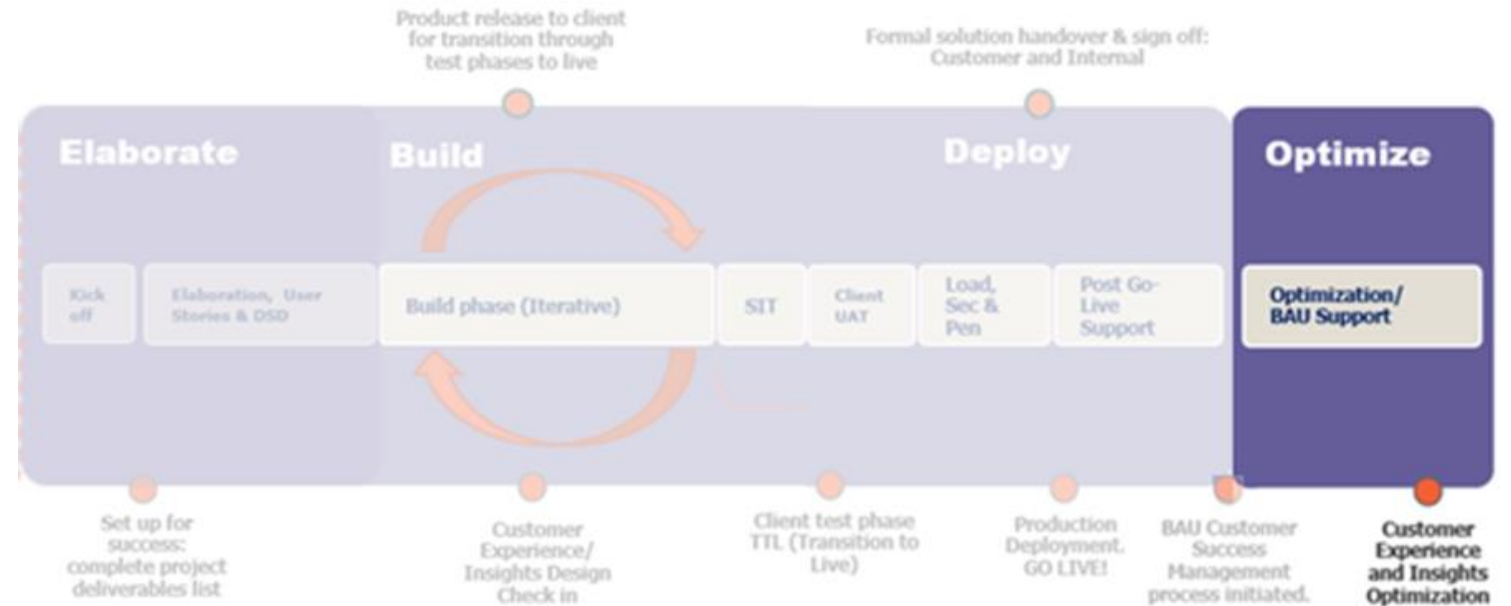 Product release to client
for transition through
test phases to live
Formal solution handover & sign off:
Customer and Internal
Elaborate
Build
Deploy
Optimize
Kick
off
Elaboration, User
Stories & DSD
Build phase (Iterative)
SIT
Client
UAT
Load,
Sec &
Pen
Post Go-
Live
Support
Optimization/
BAU Support
Set up for
success:
complete project
deliverables list
Customer
Experience/
Insights Design
Check in
Client test phase
TTL (Transition to
Live)
Production
Deployment.
GO LIVE!
BAU Customer
Success
Management
process initiated.
Customer
Experience
and Insights
Optimization